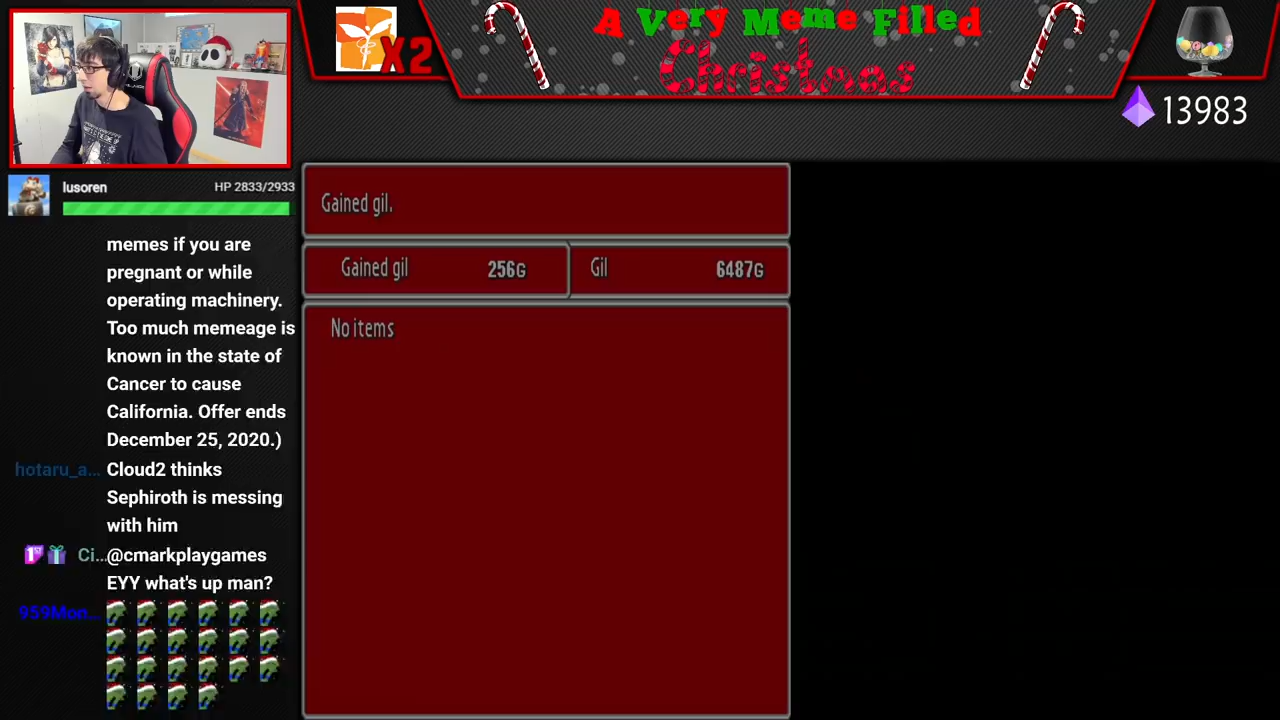 X2
A Very Meme Filled
Christmas
13983
lusoren
HP 2833/2933
Gained gil.
Gained gil 256G
Gil 6487G
No items
memes if you are
pregnant or while
operating machinery.
Too much memeage is
known in the state of
Cancer to cause
California. Offer ends
December 25, 2020.)
hotaru_a... Cloud2 thinks
Sephiroth is messing
with him
Ci... @cmarkplaygames
EYY what's up man?
959Mon...